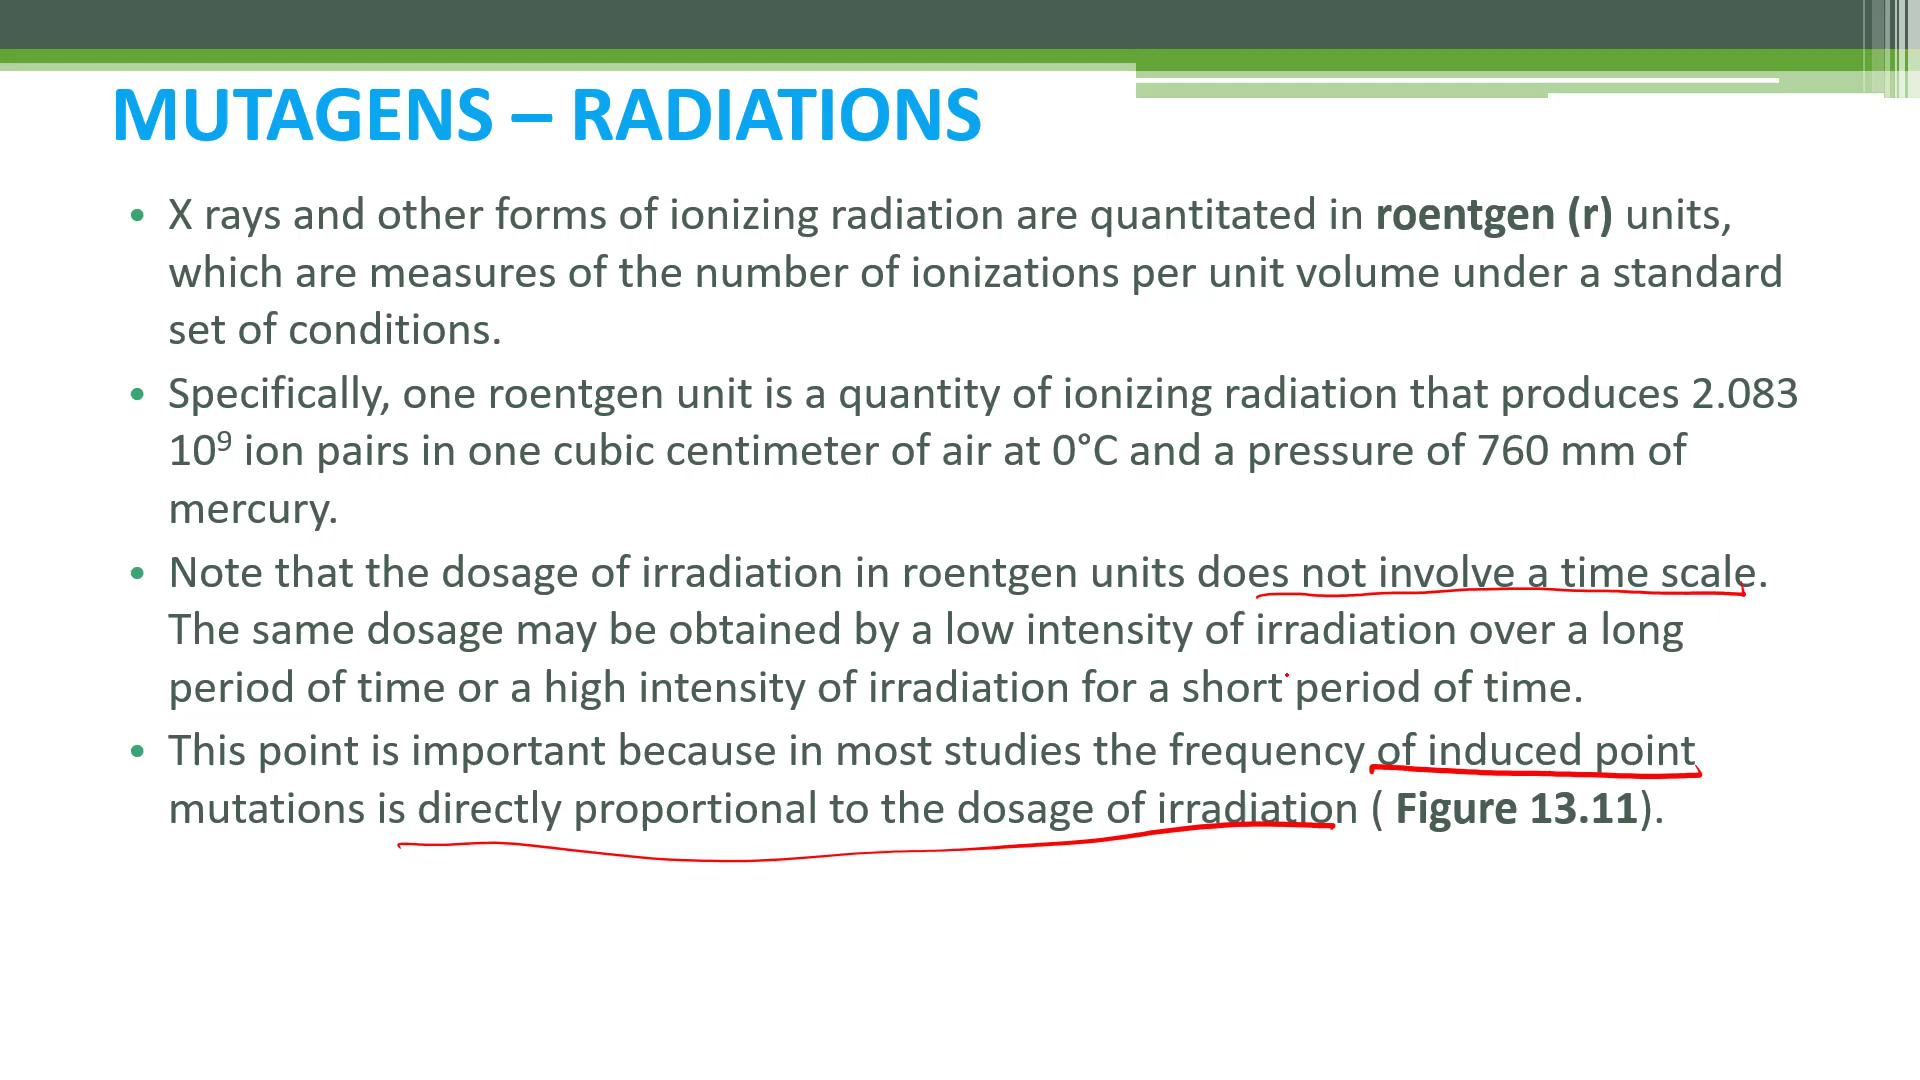 MUTAGENS – RADIATIONS
• X rays and other forms of ionizing radiation are quantitated in roentgen (r) units,
which are measures of the number of ionizations per unit volume under a standard
set of conditions.
• Specifically, one roentgen unit is a quantity of ionizing radiation that produces 2.083
10⁹ ion pairs in one cubic centimeter of air at 0°C and a pressure of 760 mm of
mercury.
• Note that the dosage of irradiation in roentgen units does not involve a time scale.
The same dosage may be obtained by a low intensity of irradiation over a long
period of time or a high intensity of irradiation for a short period of time.
• This point is important because in most studies the frequency of induced point
mutations is directly proportional to the dosage of irradiation ( Figure 13.11).